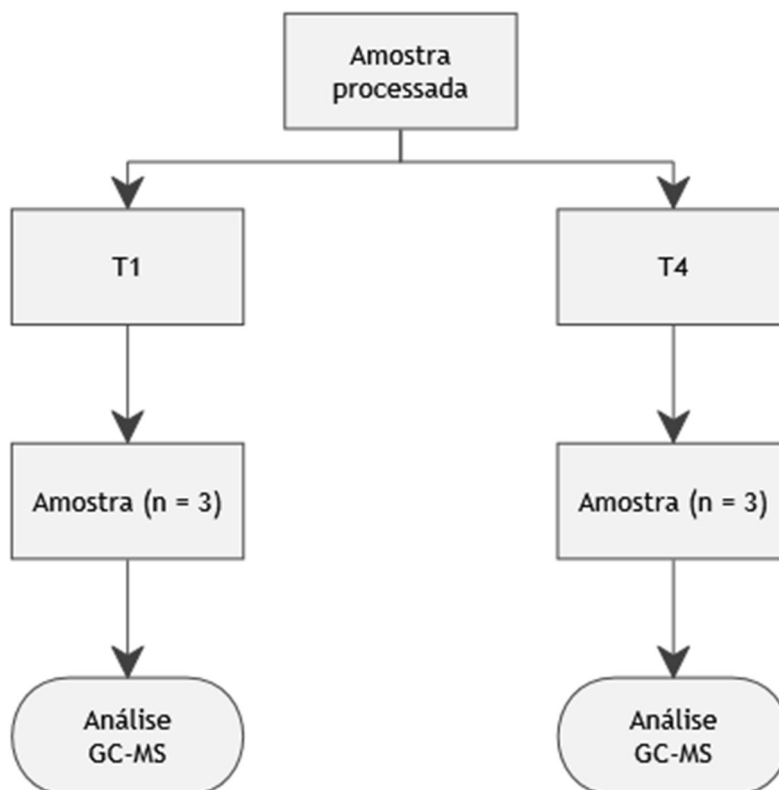 Amostra
processada
T1
T4
Amostra (n = 3)
Amostra (n = 3)
Análise
GC-MS
Análise
GC-MS